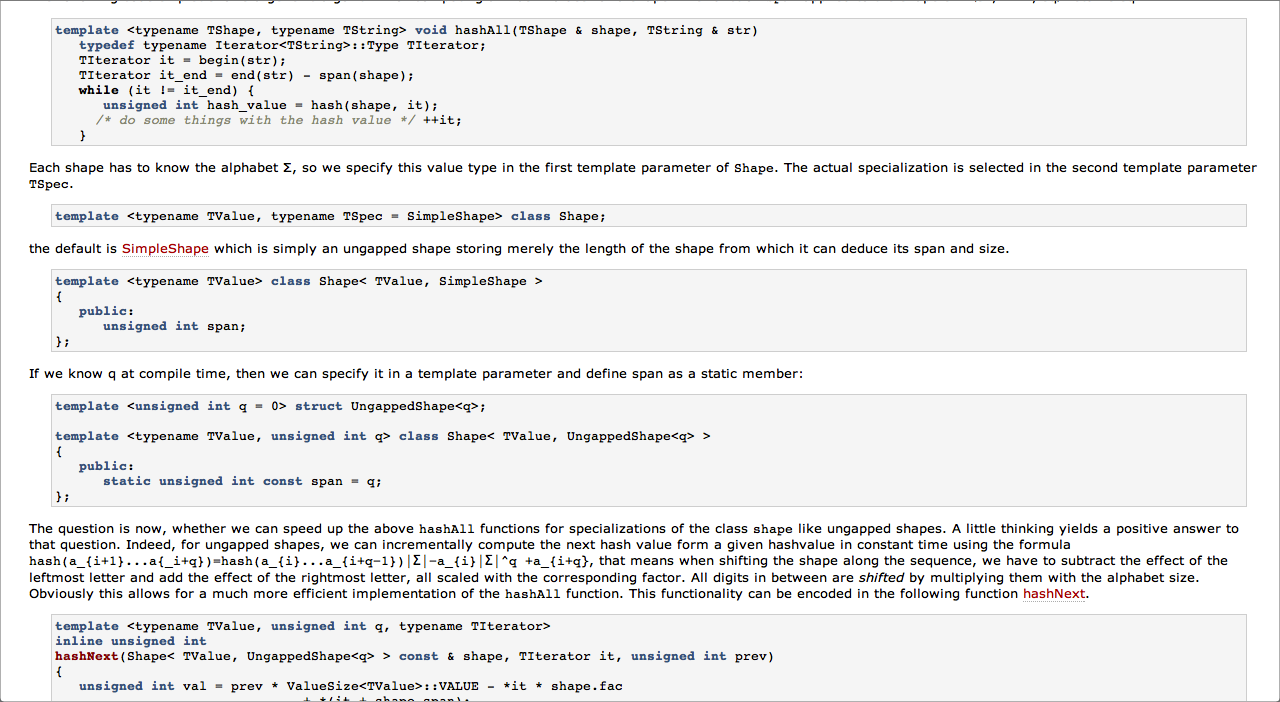 template <typename TShape, typename TString> void hashAll(TShape & shape, TString & str)
typedef typename Iterator<TString>::Type TIterator;
TIterator it = begin(str);
TIterator it_end = end(str) - span(shape);
while (it != it_end) {
unsigned int hash_value = hash(shape, it);
/* do some things with the hash value */ ++it;
}
Each shape has to know the alphabet Σ, so we specify this value type in the first template parameter of Shape. The actual specialization is selected in the second template parameter
TSpec.
template <typename TValue, typename TSpec = SimpleShape> class Shape;
the default is SimpleShape which is simply an ungapped shape storing merely the length of the shape from which it can deduce its span and size.
template <typename TValue> class Shape< TValue, SimpleShape >
{
public:
unsigned int span;
};
If we know q at compile time, then we can specify it in a template parameter and define span as a static member:
template <unsigned int q = 0> struct UngappedShape<q>;
template <typename TValue, unsigned int q> class Shape< TValue, UngappedShape<q> >
{
public:
static unsigned int const span = q;
};
The question is now, whether we can speed up the above hashAll functions for specializations of the class shape like ungapped shapes. A little thinking yields a positive answer to
that question. Indeed, for ungapped shapes, we can incrementally compute the next hash value form a given hashvalue in constant time using the formula
hash(a_{i+1}...a{_i+q})=hash(a_{i}...a_{i+q-1})|Σ|-a_{i}|Σ|^q +a_{i+q}, that means when shifting the shape along the sequence, we have to subtract the effect of the
leftmost letter and add the effect of the rightmost letter, all scaled with the corresponding factor. All digits in between are shifted by multiplying them with the alphabet size.
Obviously this allows for a much more efficient implementation of the hashAll function. This functionality can be encoded in the following function hashNext.
template <typename TValue, unsigned int q, typename TIterator>
inline unsigned int
hashNext(Shape< TValue, UngappedShape<q> > const & shape, TIterator it, unsigned int prev)
{
unsigned int val = prev * ValueSize<TValue>::VALUE - *it * shape.fac
+ *(it + shape.span);